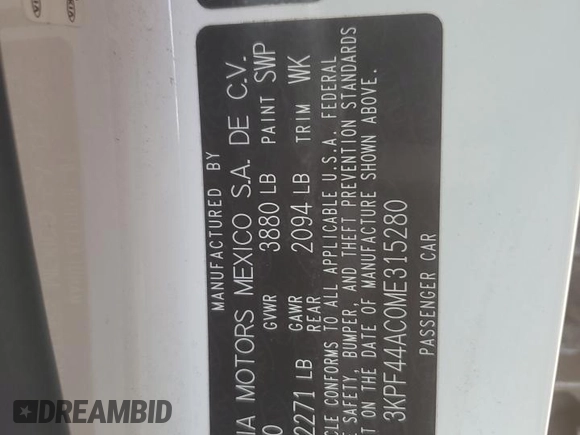 MANUFACTURED BY
IA MOTORS MEXICO S.A. DE C.V.
0 GVWR 3880 LB PAINT SWP
2271 LB GAWR REAR 2094 LB TRIM WK
CLE CONFORMS TO ALL APPLICABLE U.S.A. FEDERAL
E SAFETY, BUMPER, AND THEFT PREVENTION STANDARDS
T ON THE DATE OF MANUFACTURE SHOWN ABOVE.
3KPF44AC0ME315280
PASSENGER CAR
DREAMBID